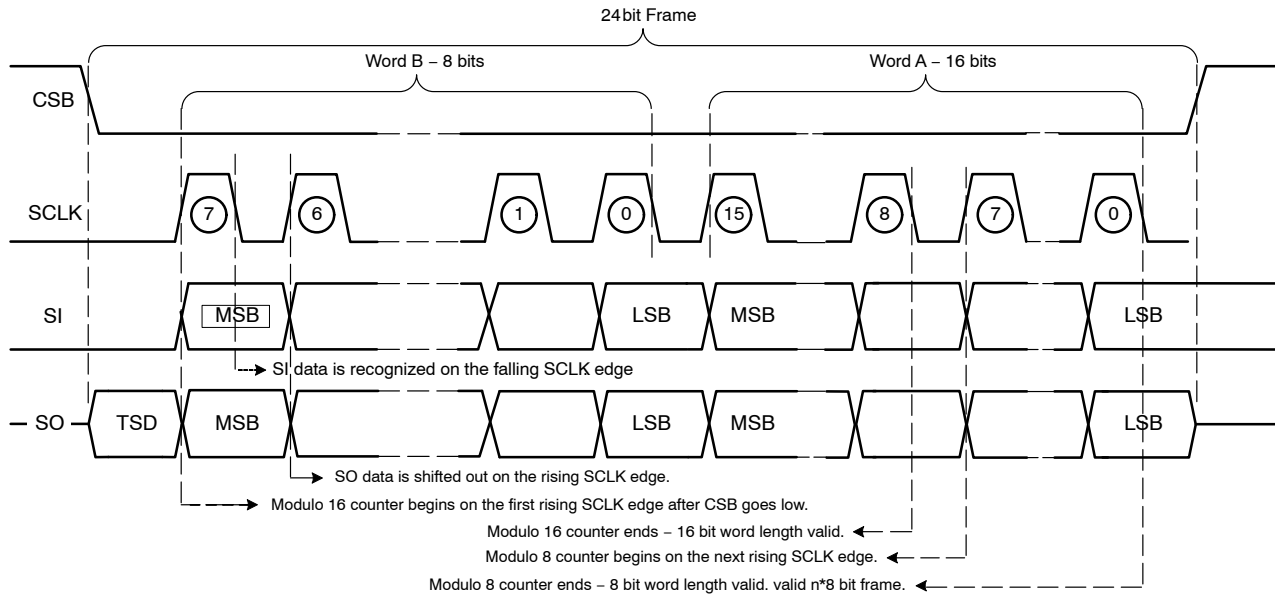 24bit Frame
Word B – 8 bits
Word A – 16 bits
CSB
SCLK
7
6
1
0
15
8
7
0
SI
MSB
LSB
MSB
LSB
SI data is recognized on the falling SCLK edge
SO
TSD
MSB
LSB
MSB
LSB
SO data is shifted out on the rising SCLK edge.
Modulo 16 counter begins on the first rising SCLK edge after CSB goes low.
Modulo 16 counter ends – 16 bit word length valid.
Modulo 8 counter begins on the next rising SCLK edge.
Modulo 8 counter ends – 8 bit word length valid. valid n*8 bit frame.